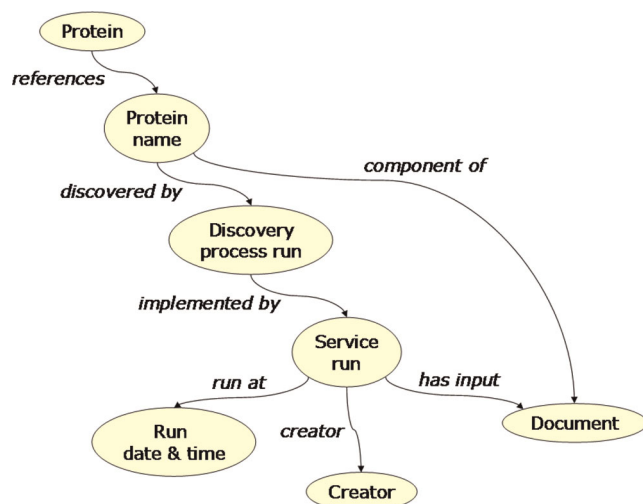 Protein
references
Protein
name
component of
discovered by
Discovery
process run
implemented by
Service
run
run at
has input
Run
date & time
creator
Document
Creator